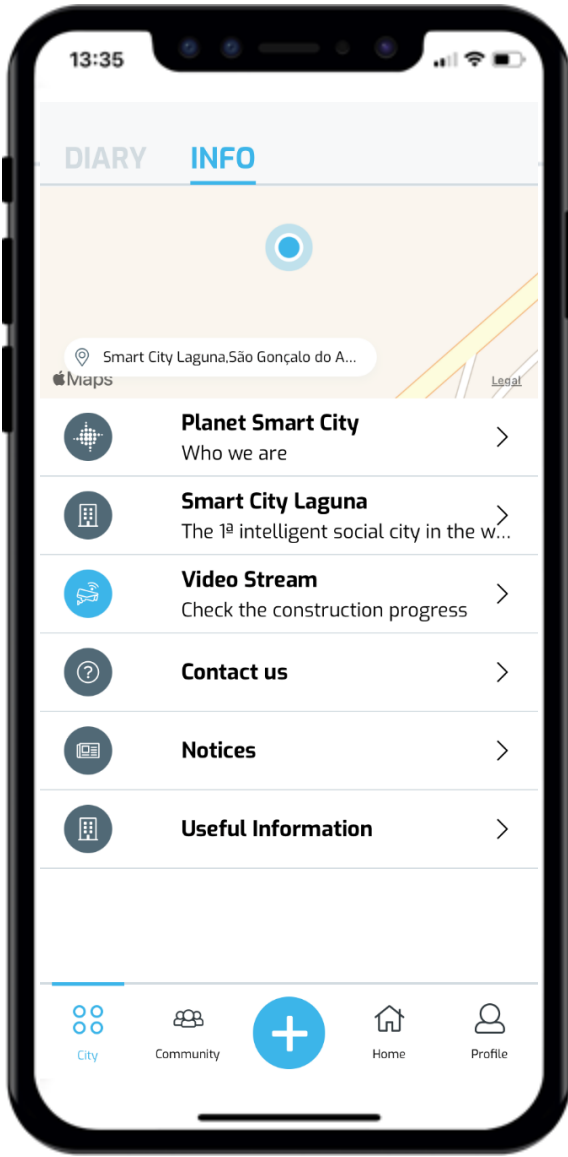 13:35
DIARY INFO
Smart City Laguna,São Gonçalo do A...
Maps
Legal
Planet Smart City
Who we are
Smart City Laguna
The 1ª intelligent social city in the w...
Video Stream
Check the construction progress
Contact us
Notices
Useful Information
City
Community
Home
Profile